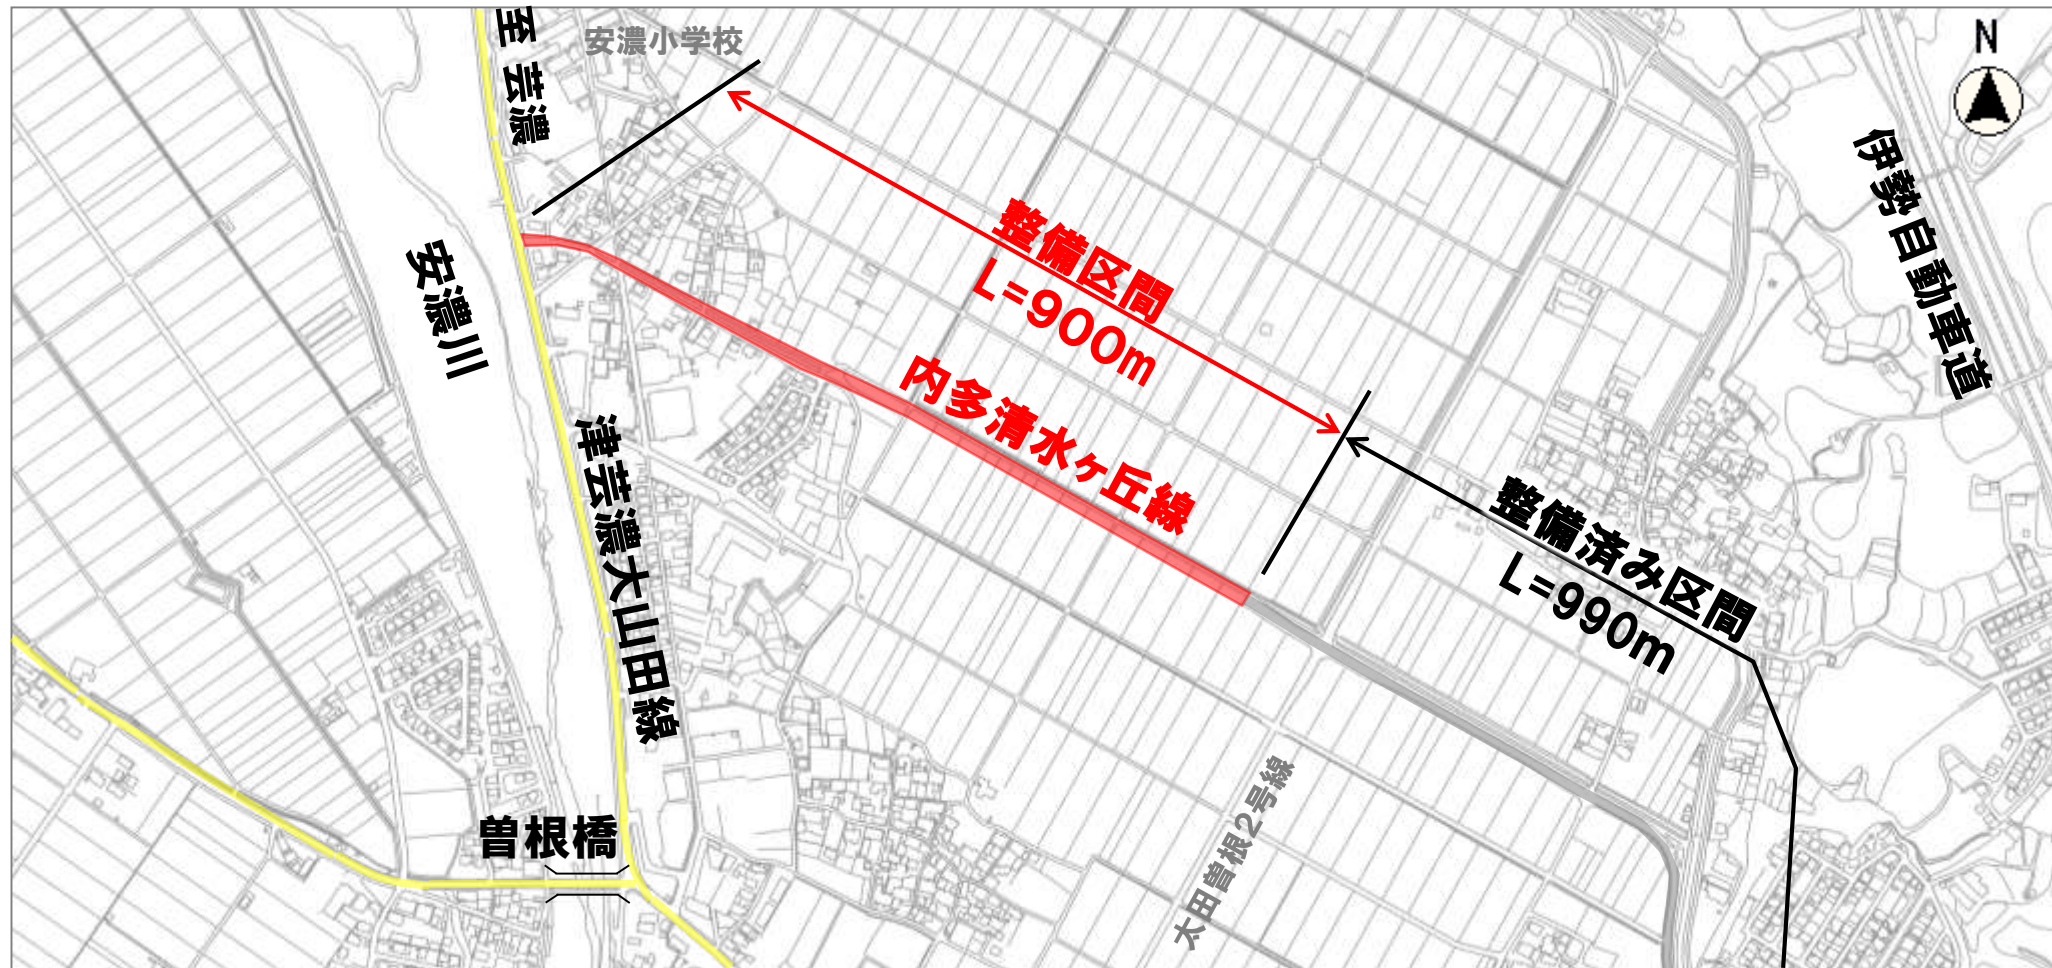 至 芸濃
安濃小学校
N
伊勢自動車道
安濃川
整備区間
L=900m
内多清水ヶ丘線
津芸濃大山田線
整備済み区間
L=990m
曽根橋
太田曽根2号線